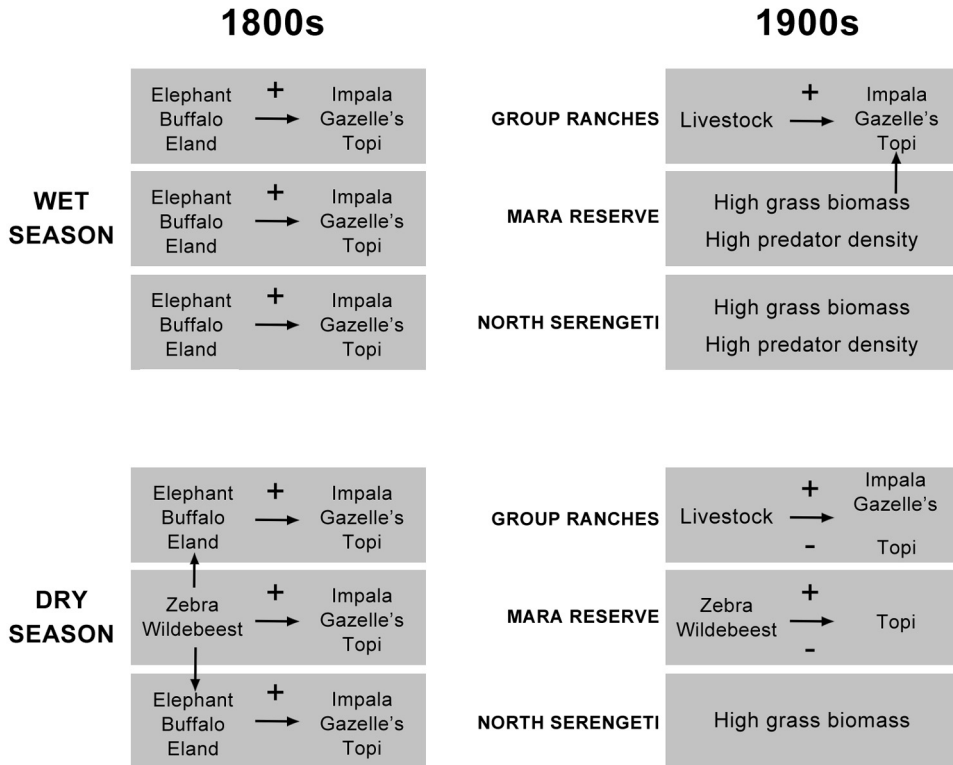 1800s
1900s
WET
SEASON
Elephant
Buffalo
Eland
+
Impala
Gazelle's
Topi
GROUP RANCHES
Livestock
+
Impala
Gazelle's
Topi
Elephant
Buffalo
Eland
+
Impala
Gazelle's
Topi
MARA RESERVE
High grass biomass
High predator density
Elephant
Buffalo
Eland
+
Impala
Gazelle's
Topi
NORTH SERENGETI
High grass biomass
High predator density
DRY
SEASON
Elephant
Buffalo
Eland
+
Impala
Gazelle's
Topi
GROUP RANCHES
Livestock
+
-
Impala
Gazelle's
Topi
Zebra
Wildebeest
+
Impala
Gazelle's
Topi
MARA RESERVE
Zebra
Wildebeest
+
-
Topi
Elephant
Buffalo
Eland
+
Impala
Gazelle's
Topi
NORTH SERENGETI
High grass biomass